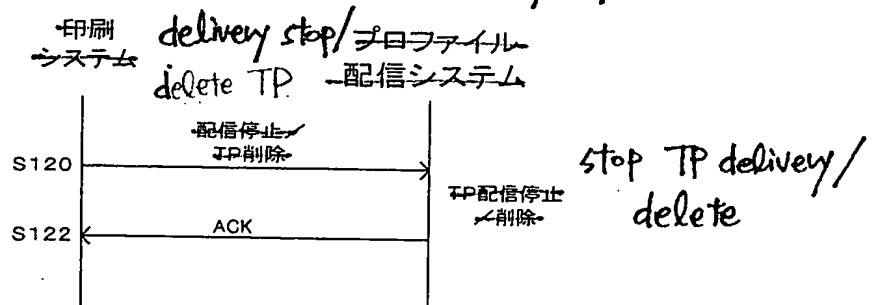 印刷
システム
delivery stop/
delete TP
プロファイル
配信システム
配信停止/
TP削除
S120
TP配信停止
/削除
stop TP delivery/
delete
S122
ACK